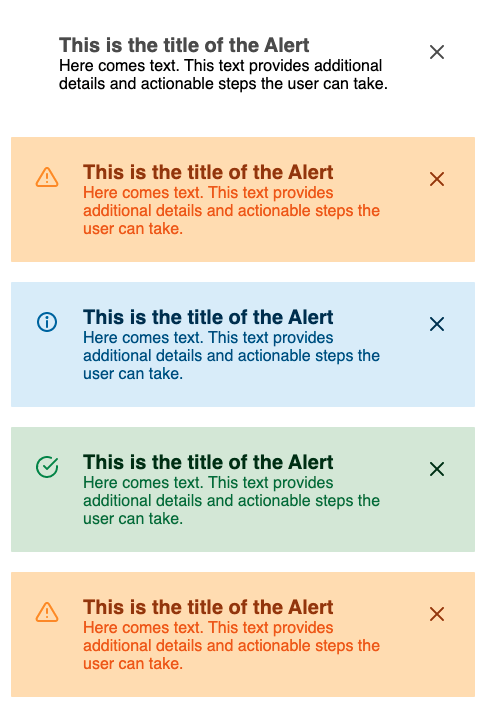 This is the title of the Alert
Here comes text. This text provides additional
details and actionable steps the user can take.
This is the title of the Alert
Here comes text. This text provides
additional details and actionable steps the
user can take.
This is the title of the Alert
Here comes text. This text provides
additional details and actionable steps the
user can take.
This is the title of the Alert
Here comes text. This text provides
additional details and actionable steps the
user can take.
This is the title of the Alert
Here comes text. This text provides
additional details and actionable steps the
user can take.